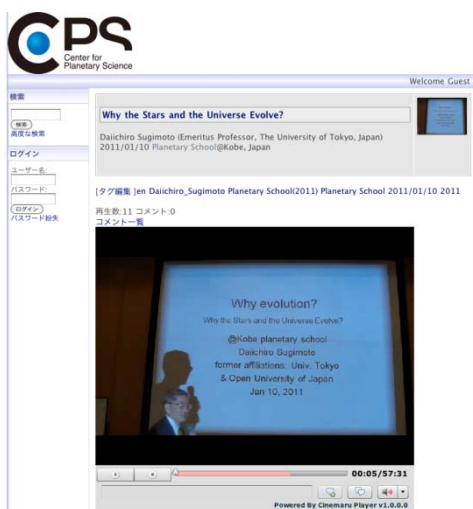 CPS
Center for
Planetary Science
Welcome Guest
検索
検索
高度な検索
ログイン
ユーザー名:
パスワード:
ログイン
パスワード紛失
Why the Stars and the Universe Evolve?
Daiichiro Sugimoto (Emeritus Professor, The University of Tokyo, Japan)
2011/01/10 Planetary School@Kobe, Japan
[タグ編集 ]en Daiichiro_Sugimoto Planetary School(2011) Planetary School 2011/01/10 2011
再生数:11 コメント:0
コメント一覧
Why evolution?
Why the Stars and the Universe Evolve?
@Kobe planetary school
Daiichiro Sugimoto
former affiliations: Univ. Tokyo
& Open University of Japan
Jan 10, 2011
00:05/57:31
Powered By Cinemaru Player v1.0.0.0